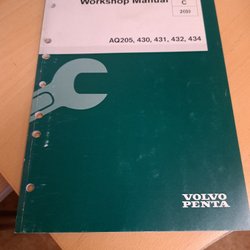 Workshop Manual
C
2(0)
AQ205, 430, 431, 432, 434
VOLVO
PENTA